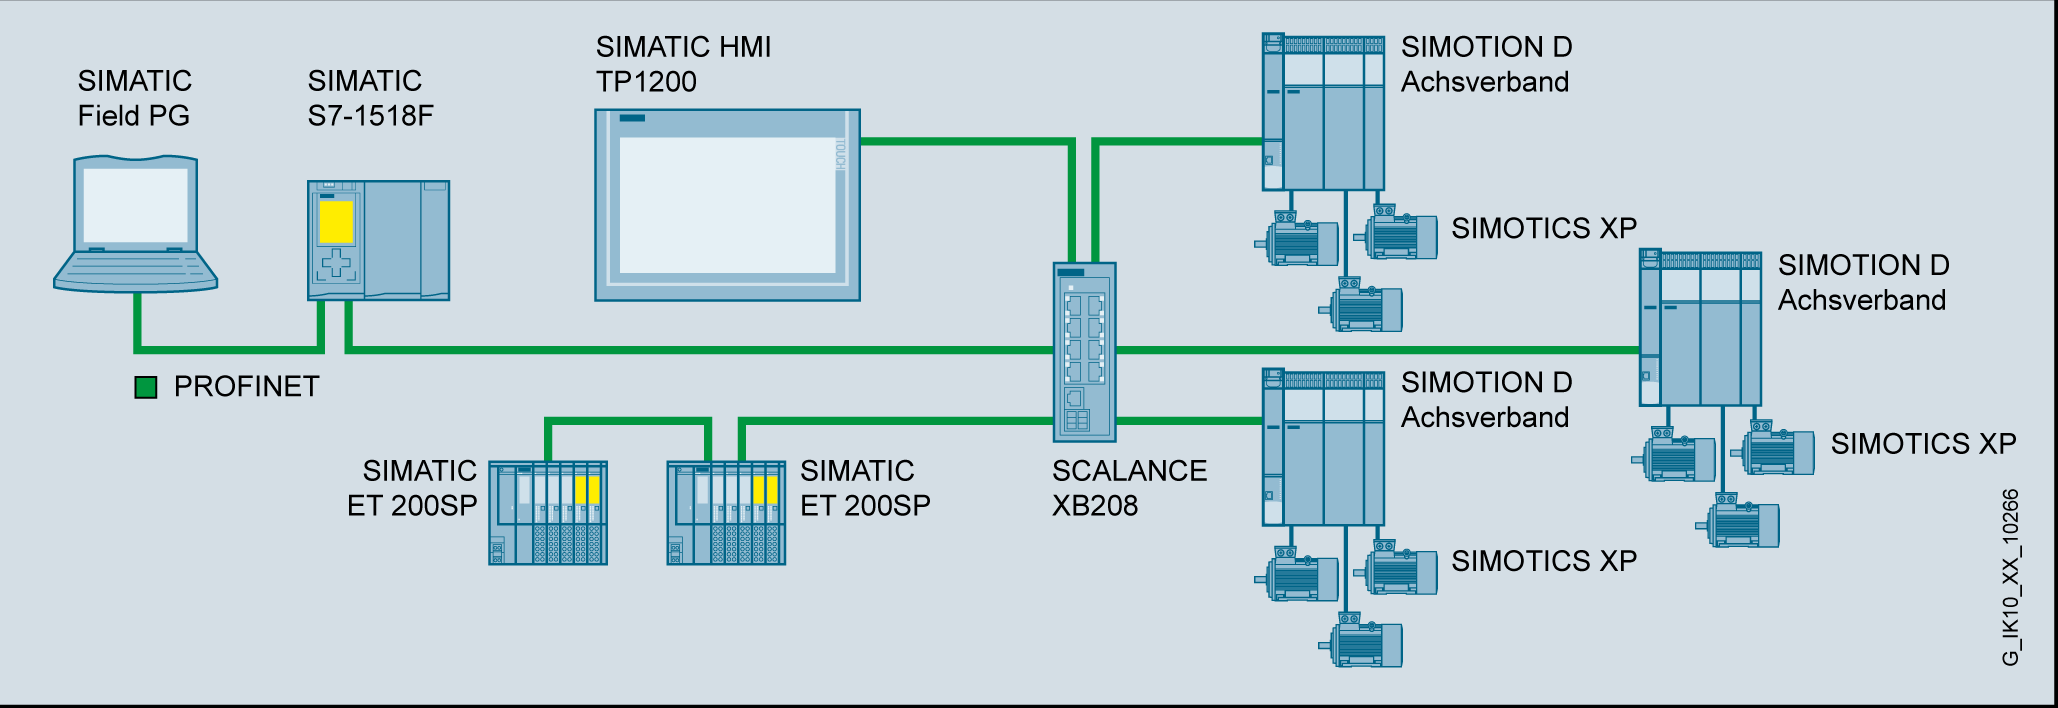 SIMATIC
Field PG
SIMATIC
S7-1518F
SIMATIC HMI
TP1200
TOUCH
SIMOTION D
Achsverband
SIMOTICS XP
SIMOTION D
Achsverband
SIMOTICS XP
PROFINET
SIMATIC
ET 200SP
SIMATIC
ET 200SP
SCALANCE
XB208
SIMOTION D
Achsverband
SIMOTICS XP
G_IK10_XX_10266